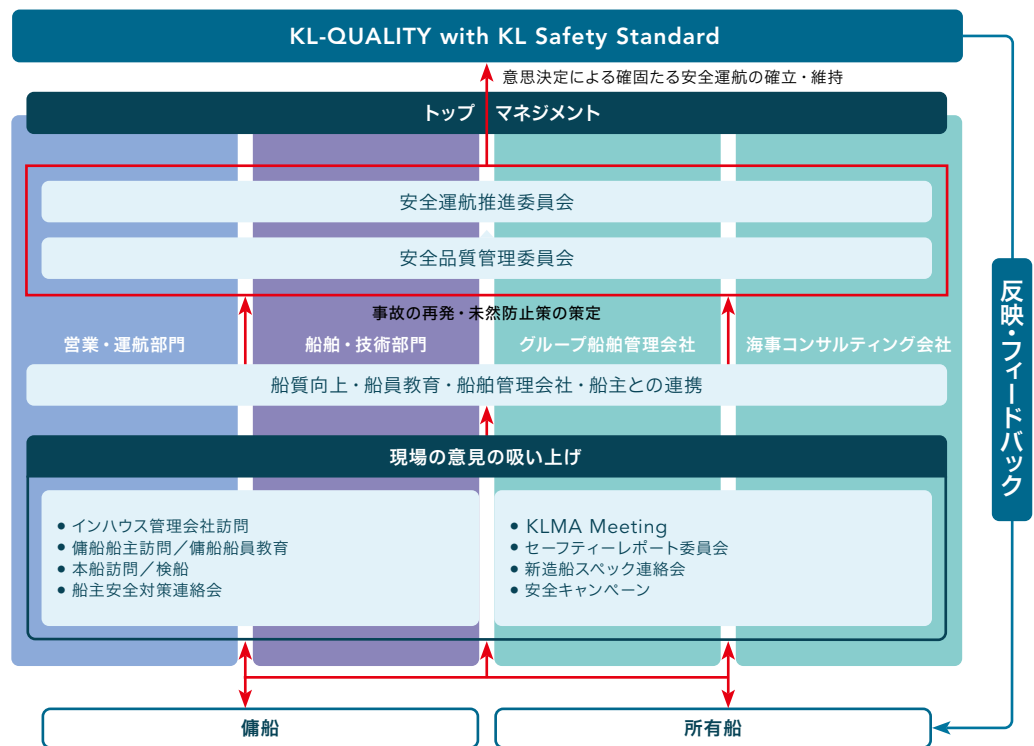 KL-QUALITY with KL Safety Standard
意思決定による確固たる安全運航の確立・維持
トップ マネジメント
安全運航推進委員会
安全品質管理委員会
事故の再発・未然防止策の策定
営業・運航部門
船舶・技術部門
グループ船舶管理会社
海事コンサルティング会社
船質向上・船員教育・船舶管理会社・船主との連携
現場の意見の吸い上げ
• インハウス管理会社訪問
• 傭船船主訪問／傭船船員教育
• 本船訪問／検船
• 船主安全対策連絡会
• KLMA Meeting
• セーフティーレポート委員会
• 新造船スペック連絡会
• 安全キャンペーン
傭船
所有船
反映・フィードバック